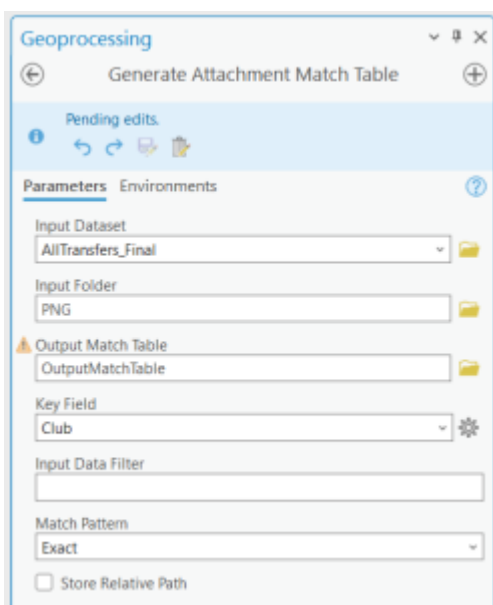 Geoprocessing
Generate Attachment Match Table
Pending edits.
Parameters Environments
Input Dataset
AllTransfers_Final
Input Folder
PNG
Output Match Table
OutputMatchTable
Key Field
Club
Input Data Filter
Match Pattern
Exact
Store Relative Path